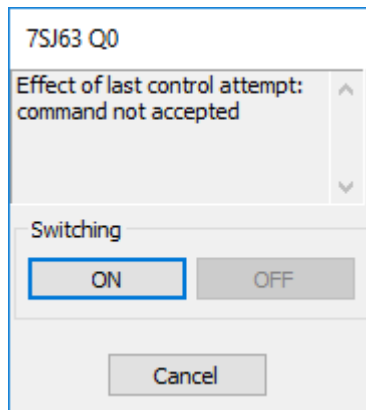 7SJ63 Q0
Effect of last control attempt:
command not accepted
Switching
ON OFF
Cancel